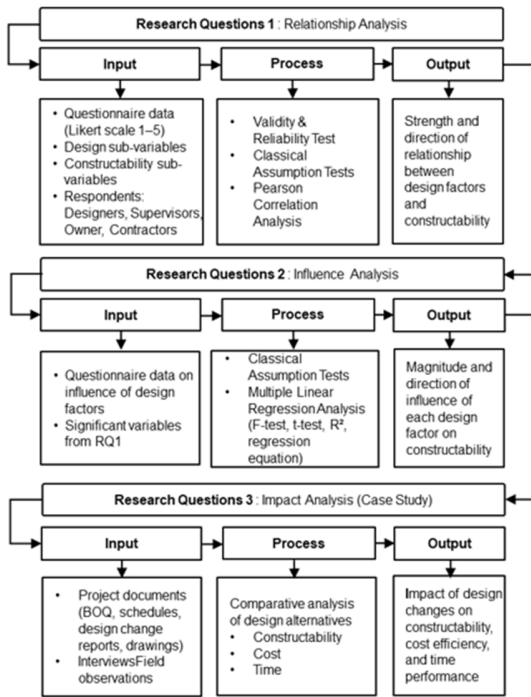 Research Questions 1 : Relationship Analysis
Input
Process
Output
• Questionnaire data
(Likert scale 1–5)
• Design sub-variables
• Constructability sub-
variables
• Respondents:
Designers, Supervisors,
Owner, Contractors
• Validity &
Reliability Test
• Classical
Assumption Tests
• Pearson
Correlation
Analysis
Strength and
direction of
relationship
between
design factors
and
constructability
Research Questions 2 : Influence Analysis
Input
Process
Output
• Questionnaire data on
influence of design
factors
• Significant variables
from RQ1
• Classical
Assumption Tests
• Multiple Linear
Regression Analysis
(F-test, t-test, R²,
regression
equation)
Magnitude and
direction of
influence of
each design
factor on
constructability
Research Questions 3 : Impact Analysis (Case Study)
Input
Process
Output
• Project documents
(BOQ, schedules,
design change
reports, drawings)
• InterviewsField
observations
Comparative analysis
of design alternatives
• Constructability
• Cost
• Time
Impact of design
changes on
constructability,
cost efficiency,
and time
performance